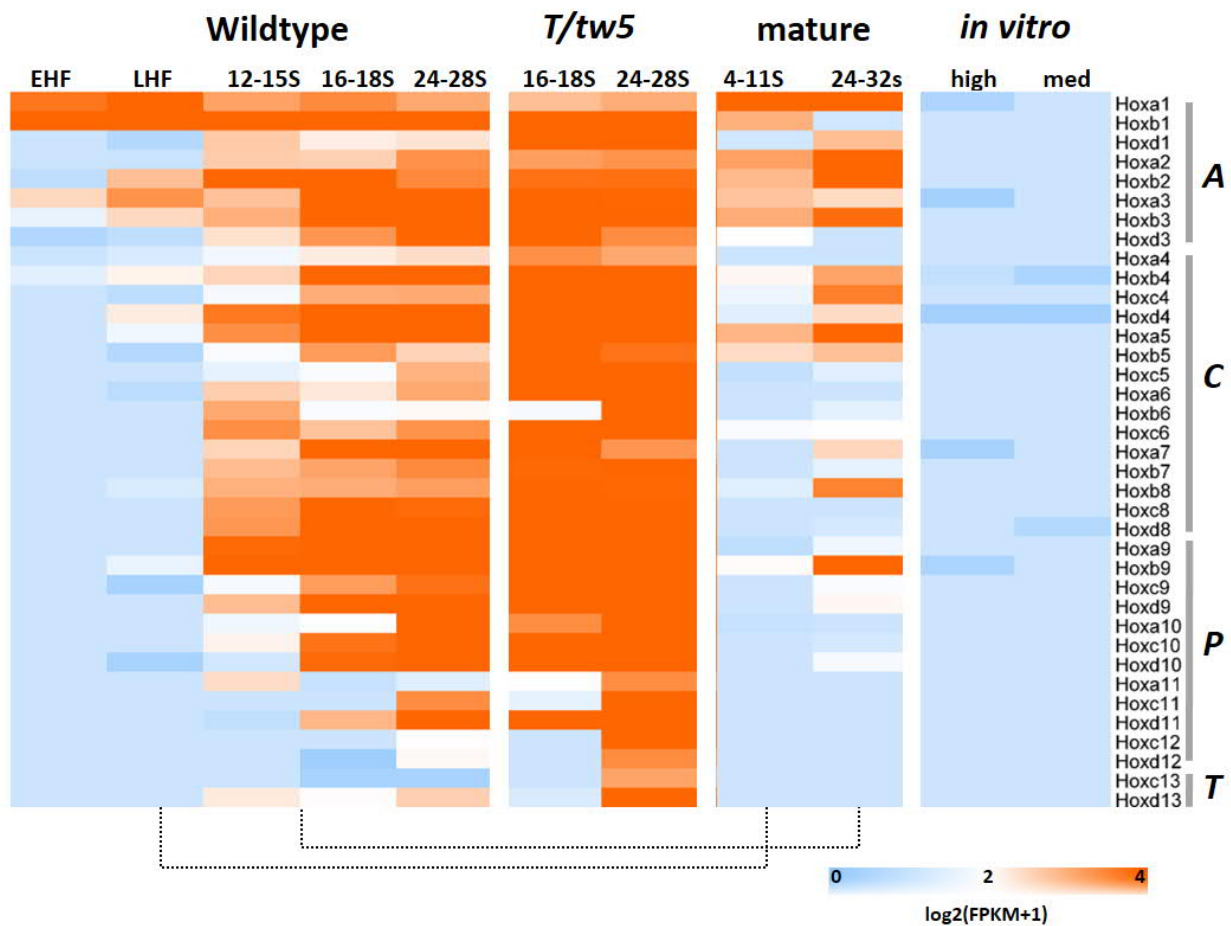 Wildtype T/tw5 mature in vitro
EHF LHF 12-15S 16-18S 24-28S 16-18S 24-28S 4-11S 24-32s high med
Hoxa1
Hoxb1
Hoxd1
Hoxa2
Hoxb2
Hoxa3
Hoxb3
Hoxd3
A
Hoxa4
Hoxb4
Hoxc4
Hoxd4
Hoxa5
Hoxb5
Hoxc5
Hoxa6
Hoxb6
Hoxc6
Hoxa7
Hoxb7
Hoxb8
Hoxc8
Hoxd8
C
Hoxa9
Hoxb9
Hoxc9
Hoxd9
Hoxa10
Hoxc10
Hoxd10
Hoxa11
Hoxc11
Hoxd11
Hoxc12
Hoxd12
P
Hoxc13
Hoxd13
T
0 2 4
log2(FPKM+1)